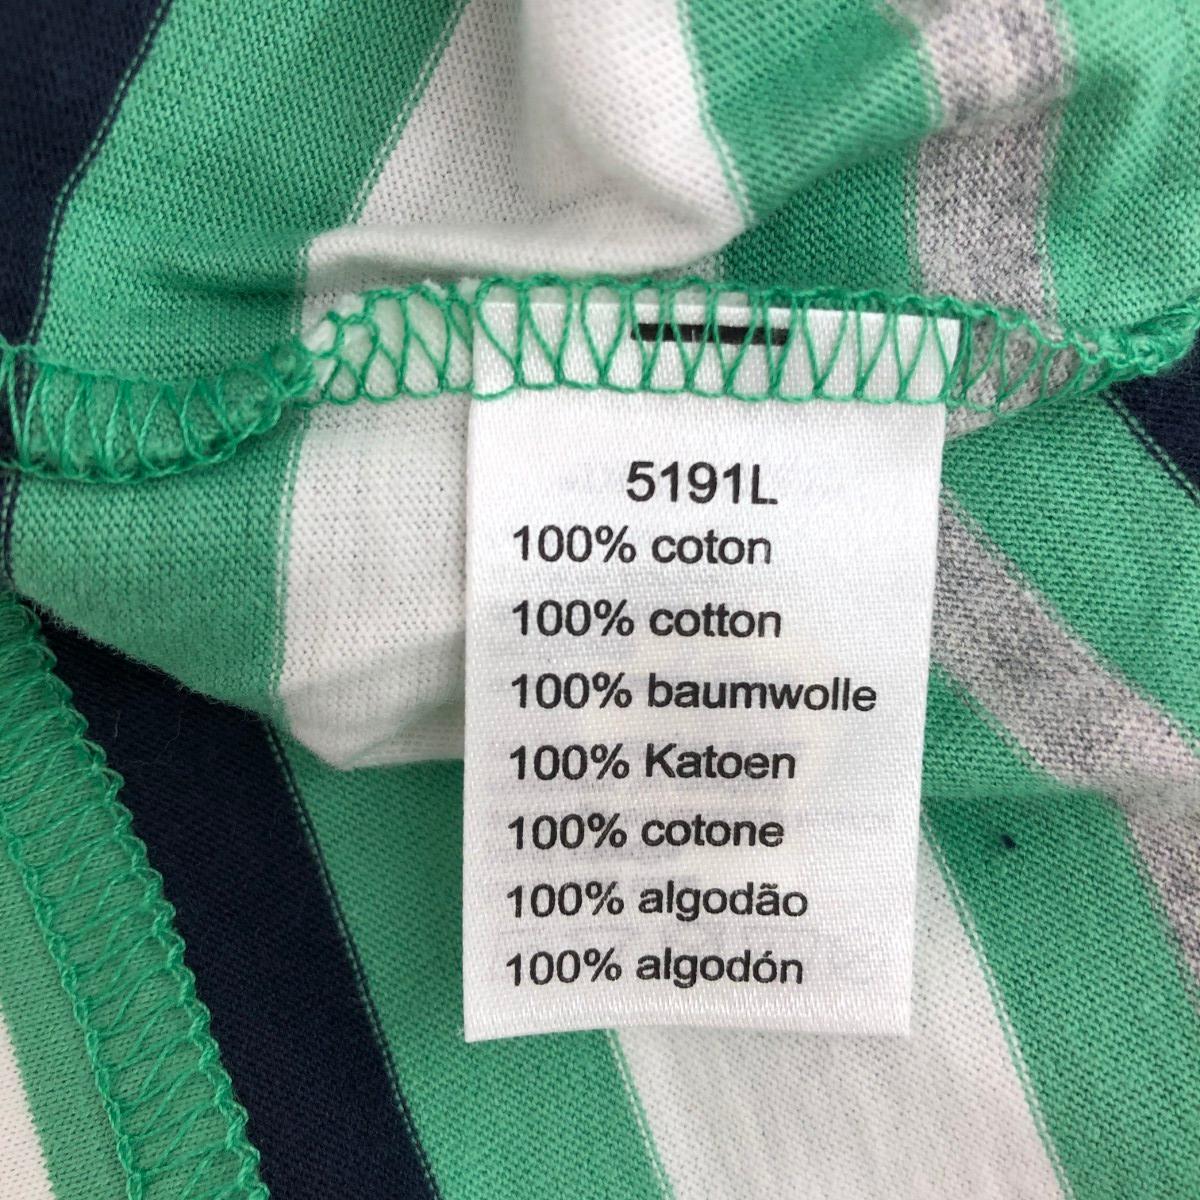 5191L
100% coton
100% cotton
100% baumwolle
100% Katoen
100% cotone
100% algodão
100% algodón